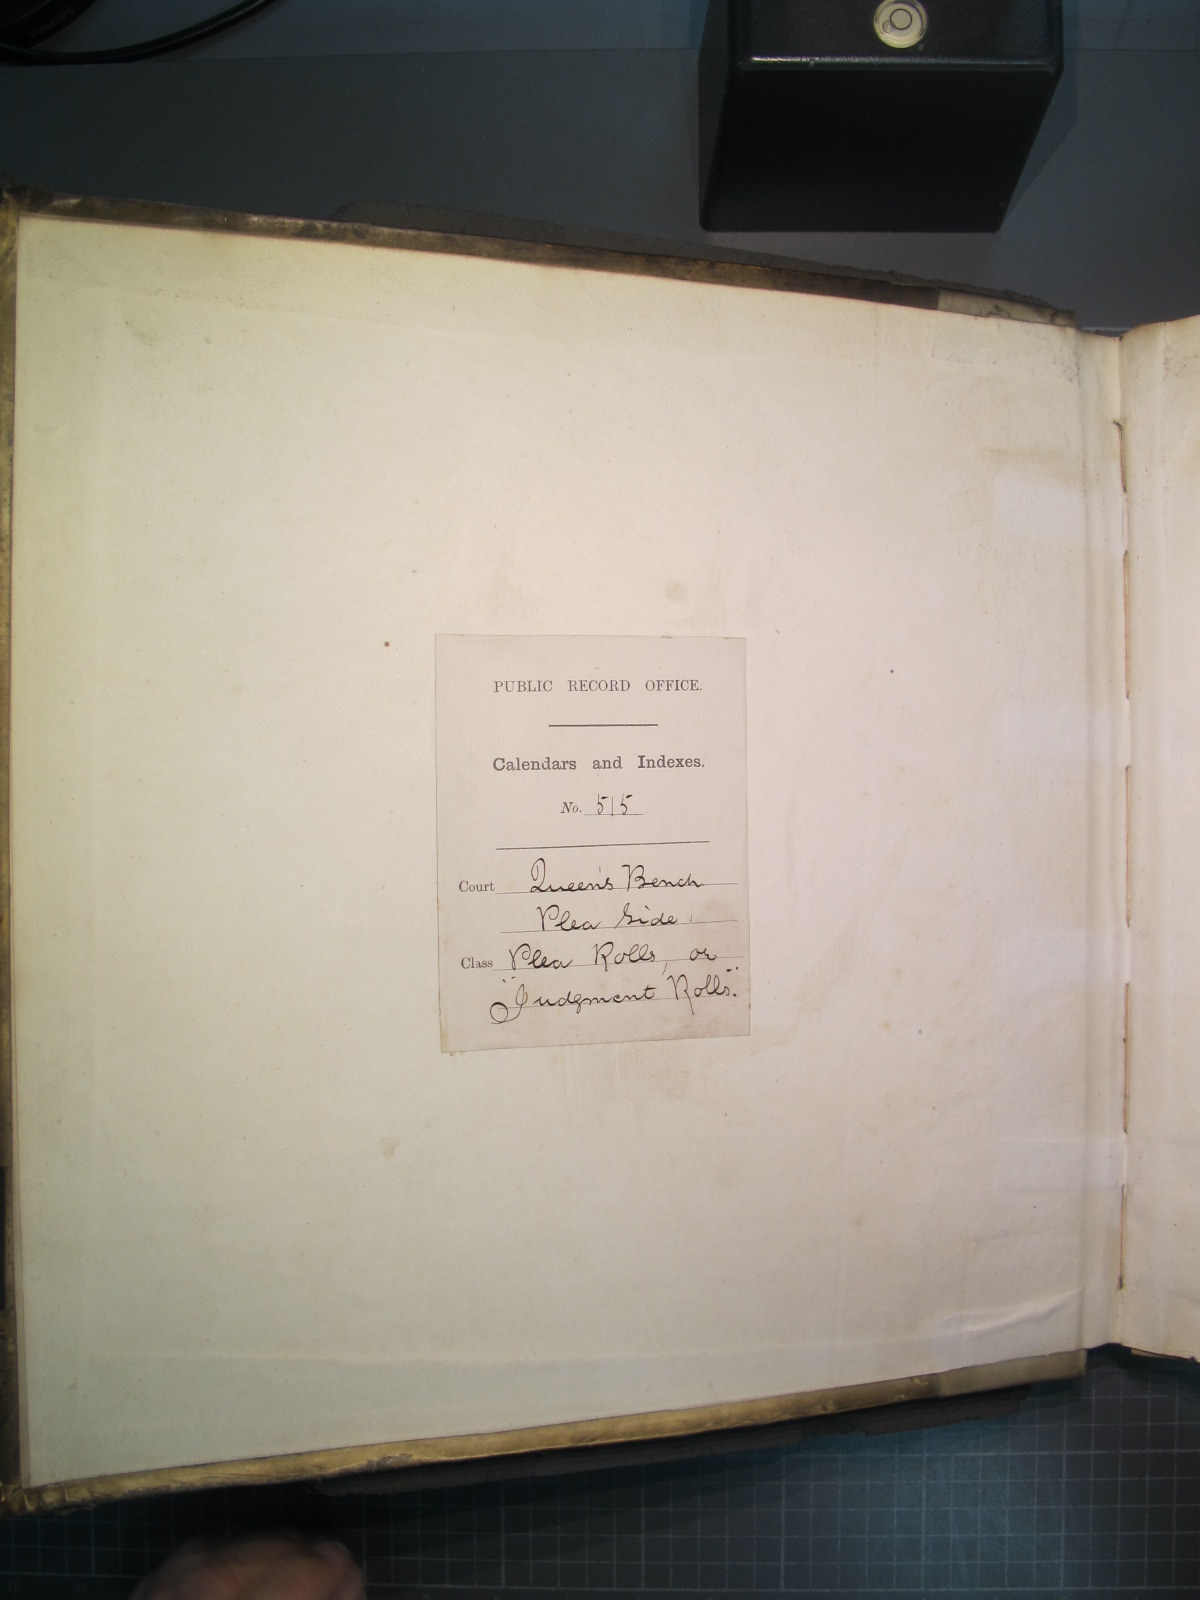 PUBLIC RECORD OFFICE.
Calendars and Indexes.
No. 515
Court Queen's Bench
Plea Side.
Class Plea Rolls, or
"Judgment Rolls."